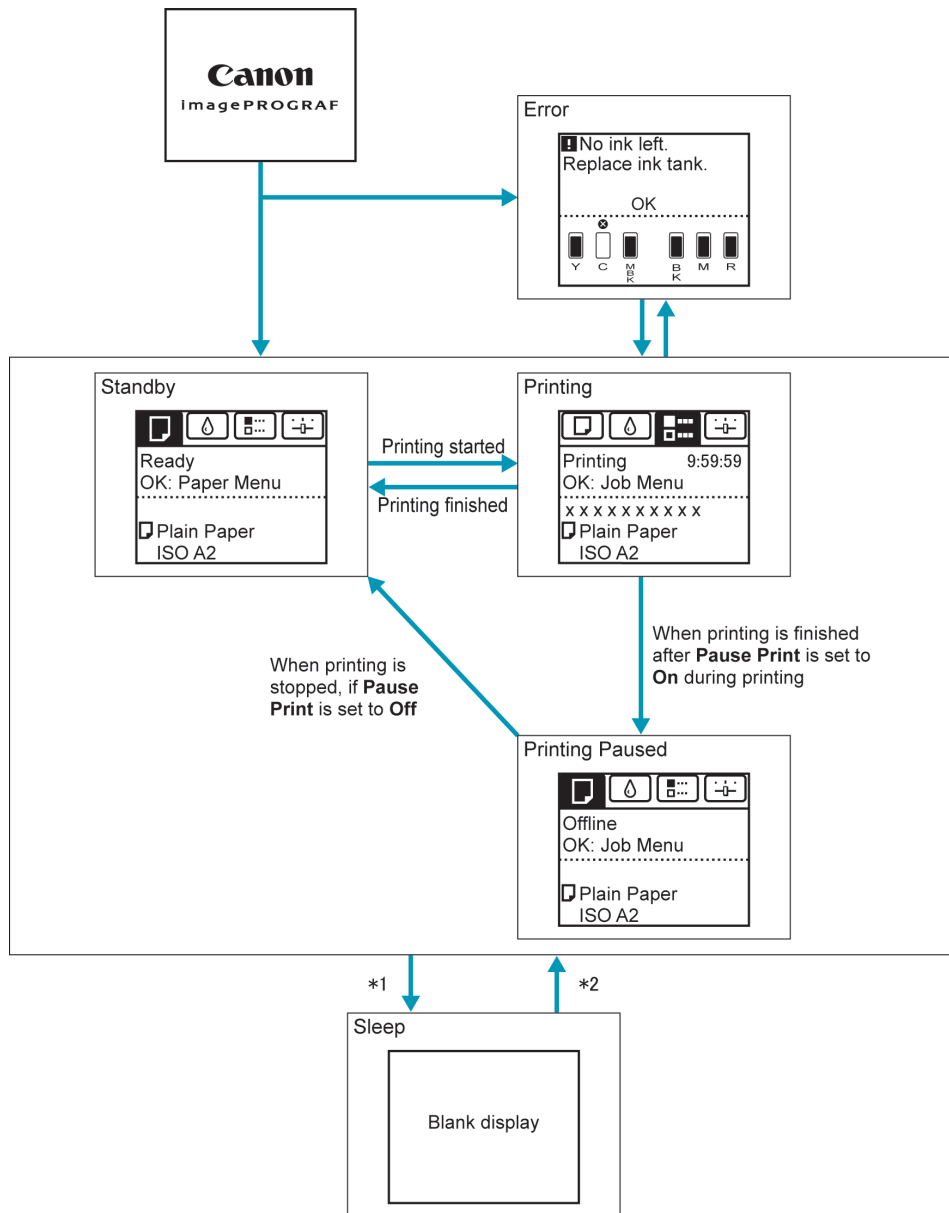 Canon
imagePROGRAF
Error
! No ink left.
Replace ink tank.
OK
Y
C
M
B
K
B
K
M
R
Standby
Ready
OK: Paper Menu
Plain Paper
ISO A2
Printing started
Printing finished
Printing
Printing 9:59:59
OK: Job Menu
x x x x x x x x x x
Plain Paper
ISO A2
When printing is
stopped, if Pause
Print is set to Off
When printing is finished
after Pause Print is set to
On during printing
Printing Paused
Offline
OK: Job Menu
Plain Paper
ISO A2
*1
*2
Sleep
Blank display